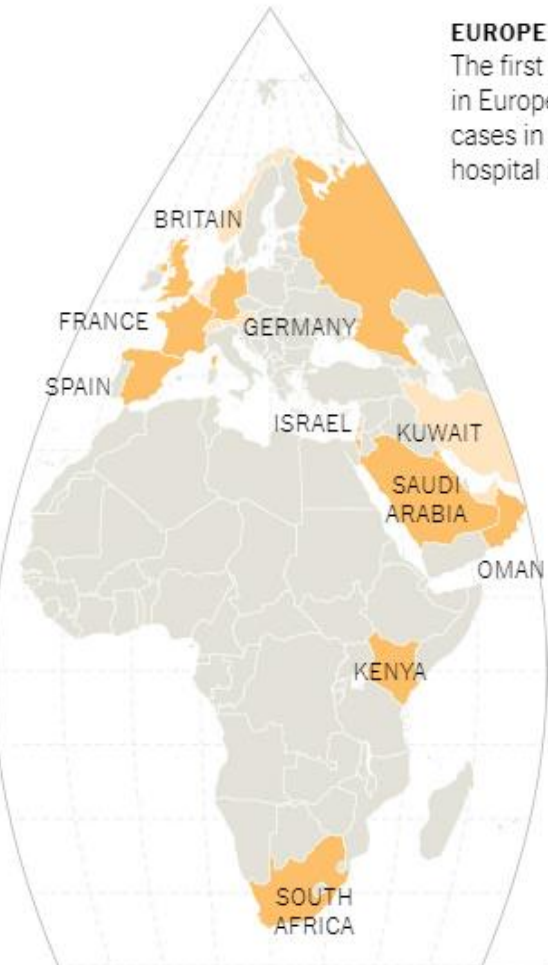 EUROPE
The first
in Europe
cases in
hospital
BRITAIN
FRANCE
GERMANY
SPAIN
ISRAEL
KUWAIT
SAUDI
ARABIA
OMAN
KENYA
SOUTH
AFRICA